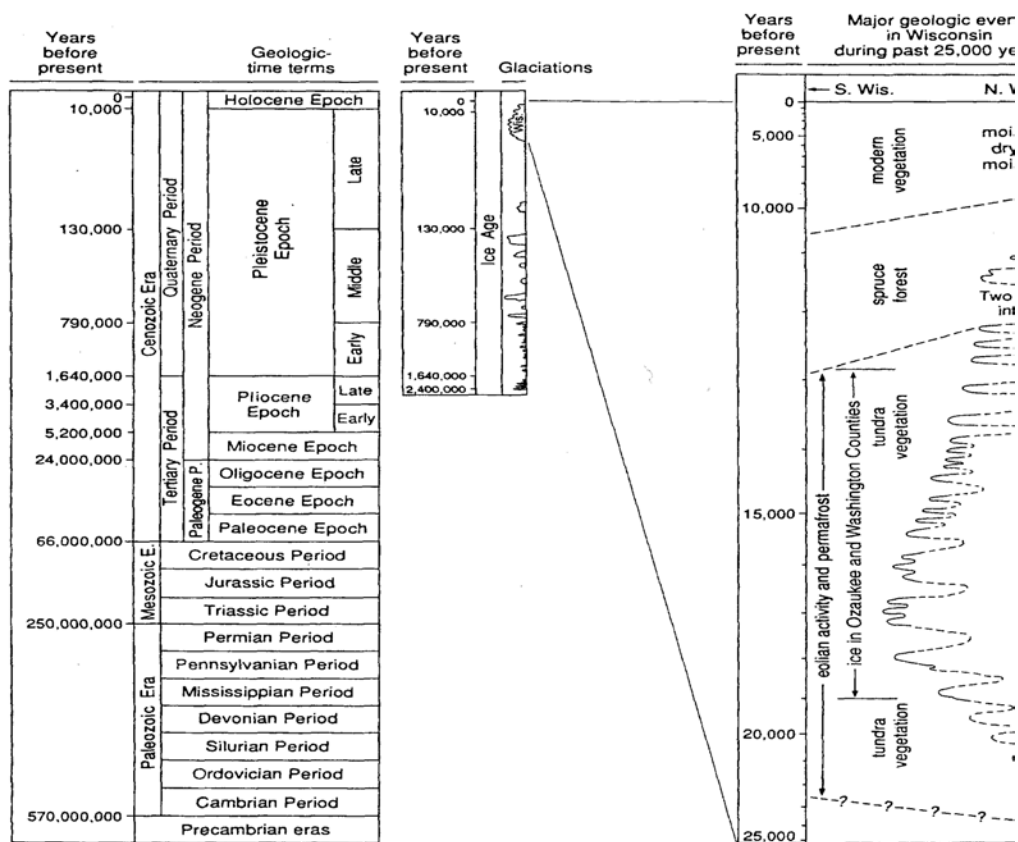 Years
before
present
Geologic-
time terms
0
10,000
130,000
790,000
1,640,000
3,400,000
5,200,000
24,000,000
66,000,000
250,000,000
570,000,000
Cenozoic Era
Mesozoic E.
Paleozoic Era
Quaternary Period
Tertiary Period
Neogene Period
Paleogene P.
Holocene Epoch
Pleistocene
Epoch
Late
Middle
Early
Pliocene
Epoch
Late
Early
Miocene Epoch
Oligocene Epoch
Eocene Epoch
Paleocene Epoch
Cretaceous Period
Jurassic Period
Triassic Period
Permian Period
Pennsylvanian Period
Mississippian Period
Devonian Period
Silurian Period
Ordovician Period
Cambrian Period
Precambrian eras
Years
before
present
Glaciations
0
10,000
130,000
790,000
1,640,000
2,400,000
Ice Age
Wis.
Years
before
present
Major geologic even
in Wisconsin
during past 25,000 ye
S. Wis.
N. W
0
5,000
10,000
15,000
20,000
25,000
modern
vegetation
moi.
dry
moi.
spruce
forest
Two
int
tundra
vegetation
eolian activity and permafrost
ice in Ozaukee and Washington Counties
tundra
vegetation
? ? ? ?